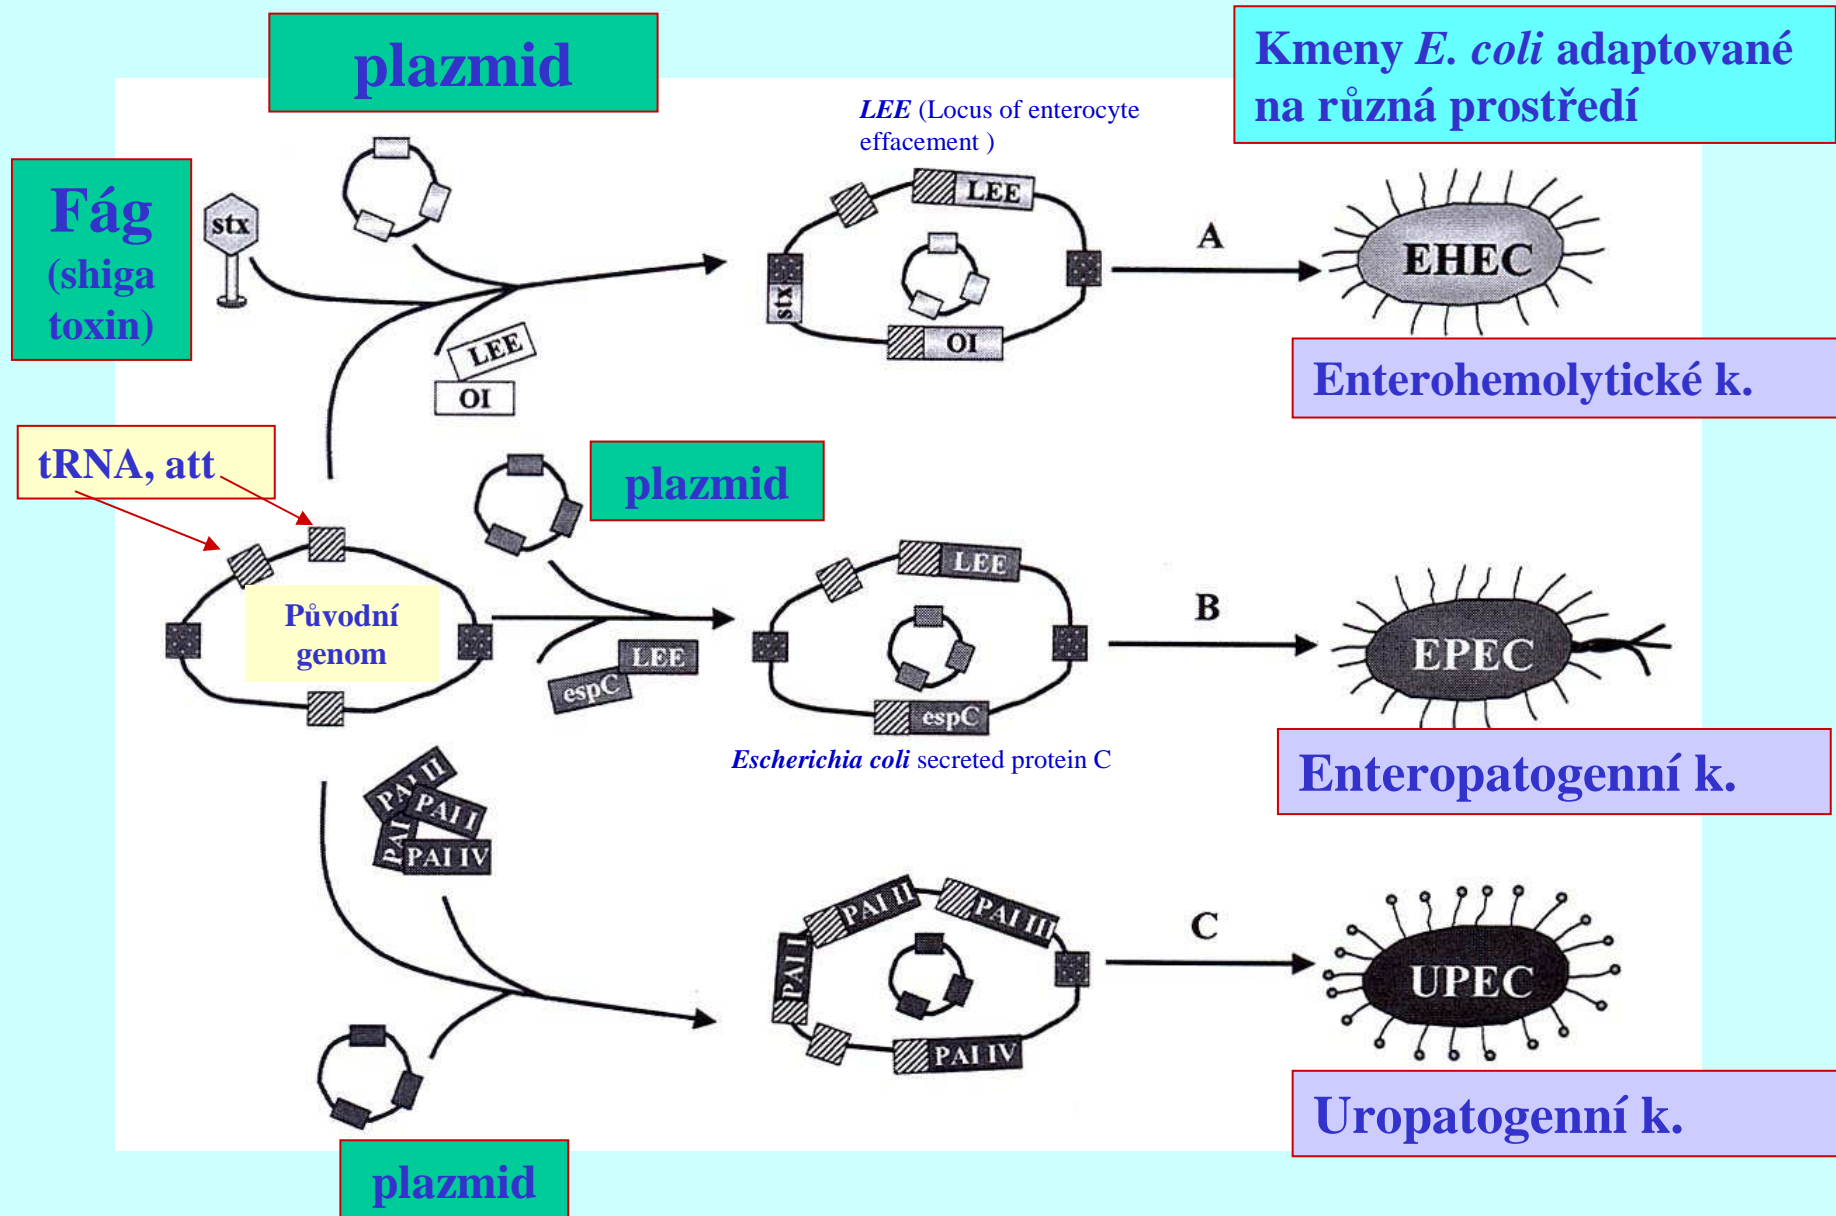 plazmid
Kmeny E. coli adaptované
na různá prostředí
LEE (Locus of enterocyte
effacement )
Fág
(shiga
toxin)
stx
LEE
stx
OI
A
EHEC
LEE
OI
Enterohemolytické k.
tRNA, att
plazmid
Původní
genom
LEE
espC
LEE
espC
B
EPEC
Escherichia coli secreted protein C
Enteropatogenní k.
PAI II
PAI I
PAI
PAI IV
PAI I
PAI II
PAI III
PAI IV
C
UPEC
Uropatogenní k.
plazmid